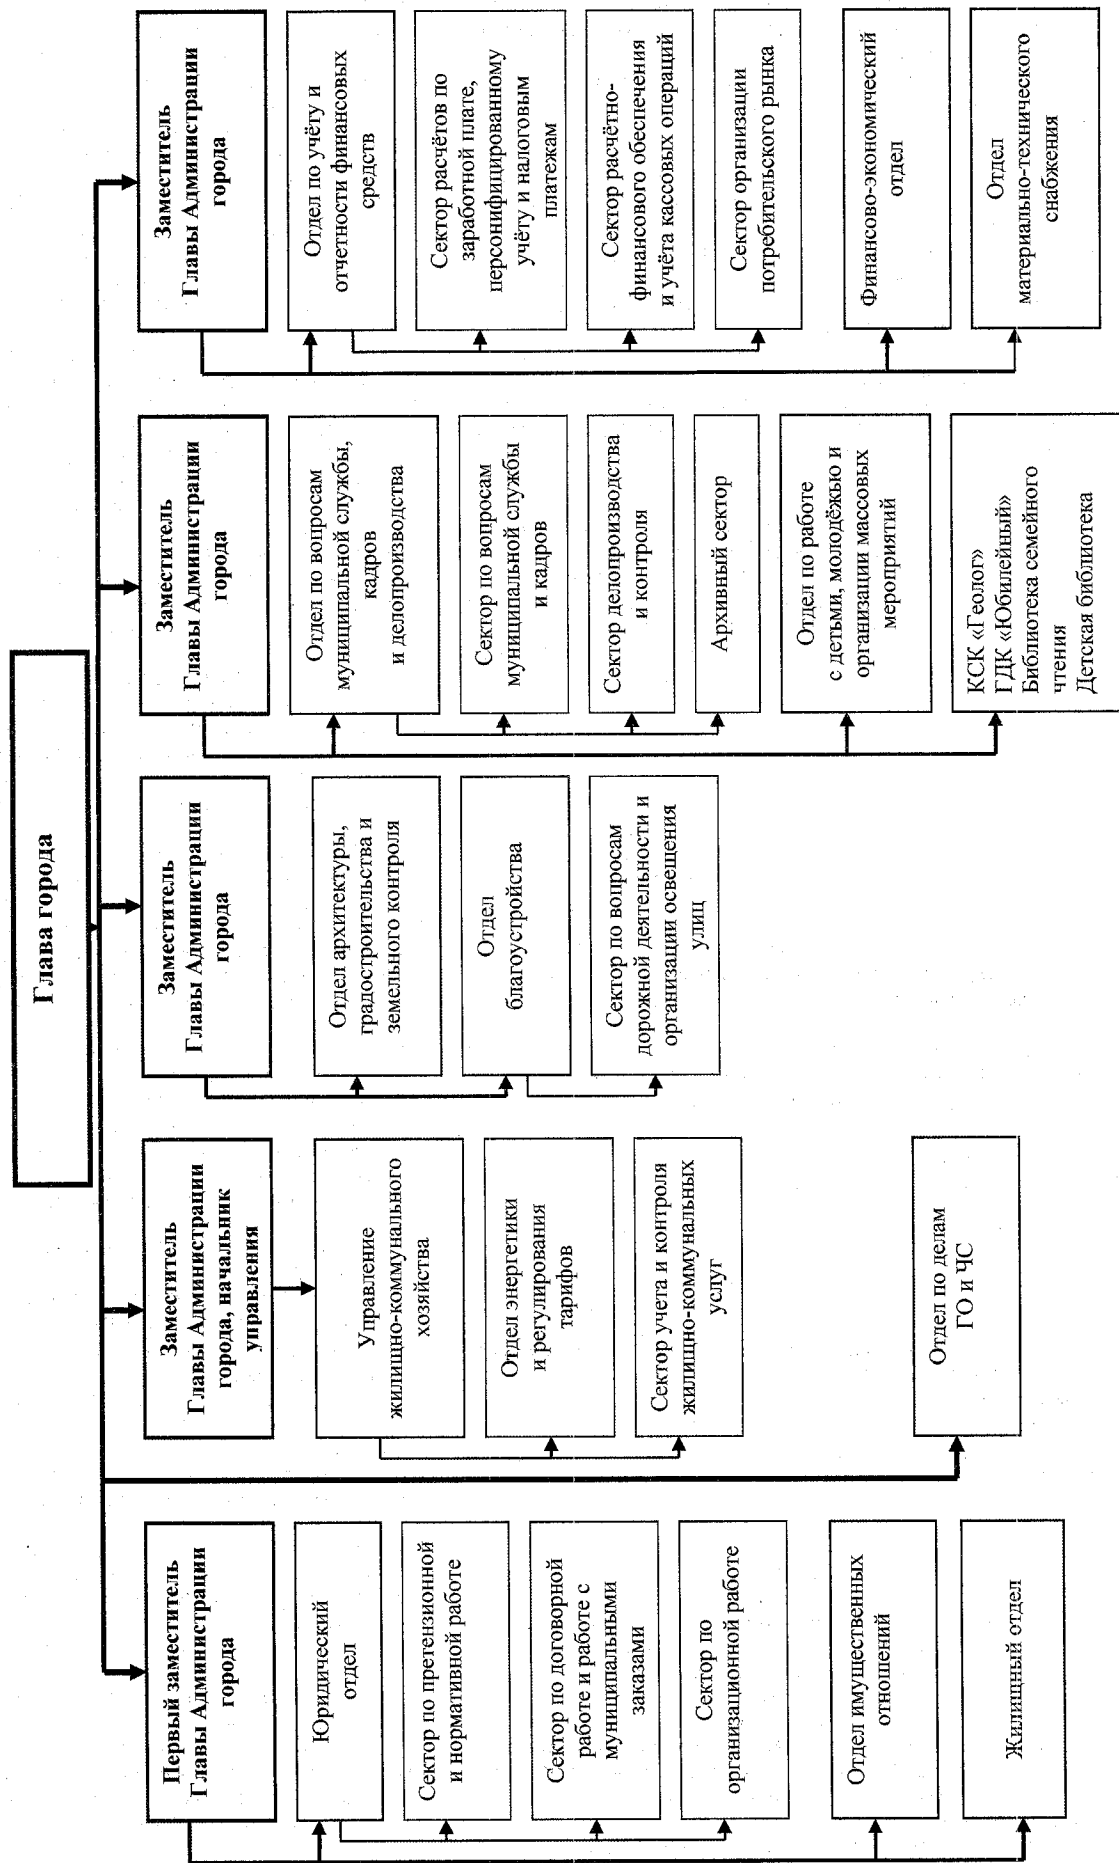 Глава города
Первый заместитель
Главы Администрации
города
Юридический
отдел
Сектор по претензионной
и нормативной работе
Сектор по договорной
работе и работе с
муниципальными
заказами
Сектор по
организационной работе
Отдел имущественных
отношений
Жилищный отдел
Заместитель
Главы Администрации
города, начальник
управления
Управление
жилищно-коммунального
хозяйства
Отдел энергетики
и регулирования
тарифов
Сектор учета и контроля
жилищно-коммунальных
услуг
Отдел по делам
ГО и ЧС
Заместитель
Главы Администрации
города
Отдел архитектуры,
градостроительства и
земельного контроля
Отдел
благоустройства
Сектор по вопросам
дорожной деятельности и
организации освещения
улиц
Заместитель
Главы Администрации
города
Отдел по вопросам
муниципальной службы,
кадров
и делопроизводства
Сектор по вопросам
муниципальной службы
и кадров
Сектор делопроизводства
и контроля
Архивный сектор
Отдел по работе
с детьми, молодёжью и
организации массовых
мероприятий
КСК «Геолог»
ГДК «Юбилейный»
Библиотека семейного
чтения
Детская библиотека
Заместитель
Главы Администрации
города
Отдел по учёту и
отчетности финансовых
средств
Сектор расчётов по
заработной плате,
персонифицированному
учёту и налоговым
платежам
Сектор расчётно-
финансового обеспечения
и учёта кассовых операций
Сектор организации
потребительского рынка
Финансово-экономический
отдел
Отдел
материально-технического
снабжения